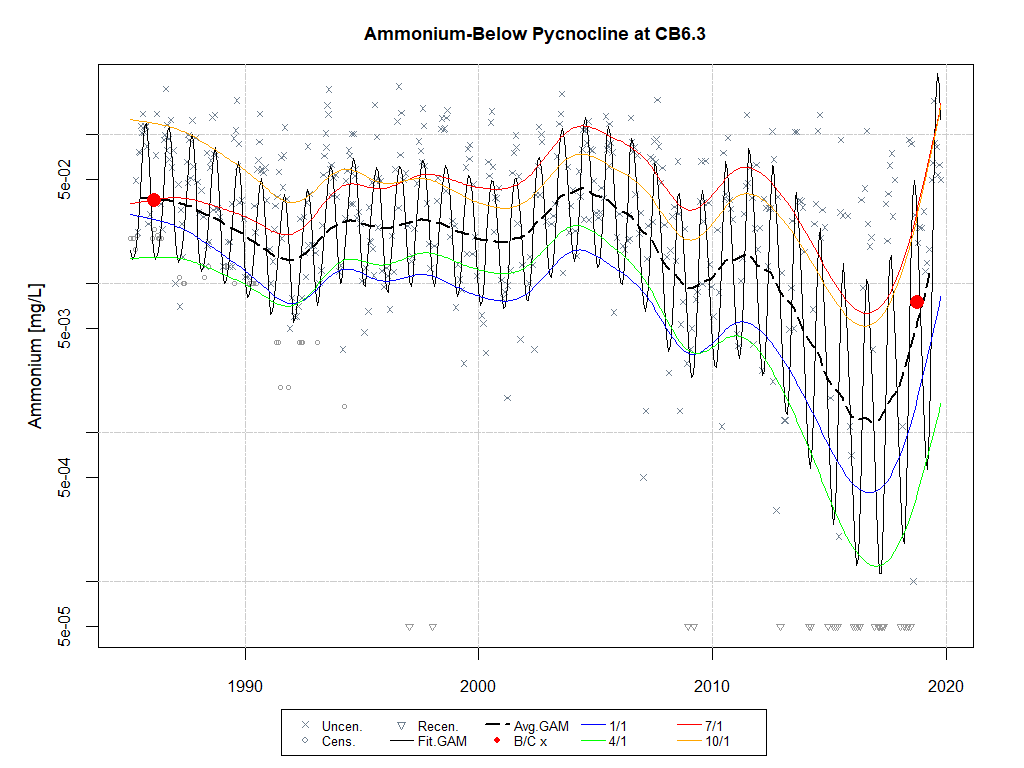 Ammonium-Below Pycnocline at CB6.3
Ammonium [mg/L]
5e-02
5e-03
5e-04
5e-05
1990 2000 2010 2020
Uncen. Recen. Avg.GAM 1/1 7/1
Cens. Fit.GAM B/C x 4/1 10/1